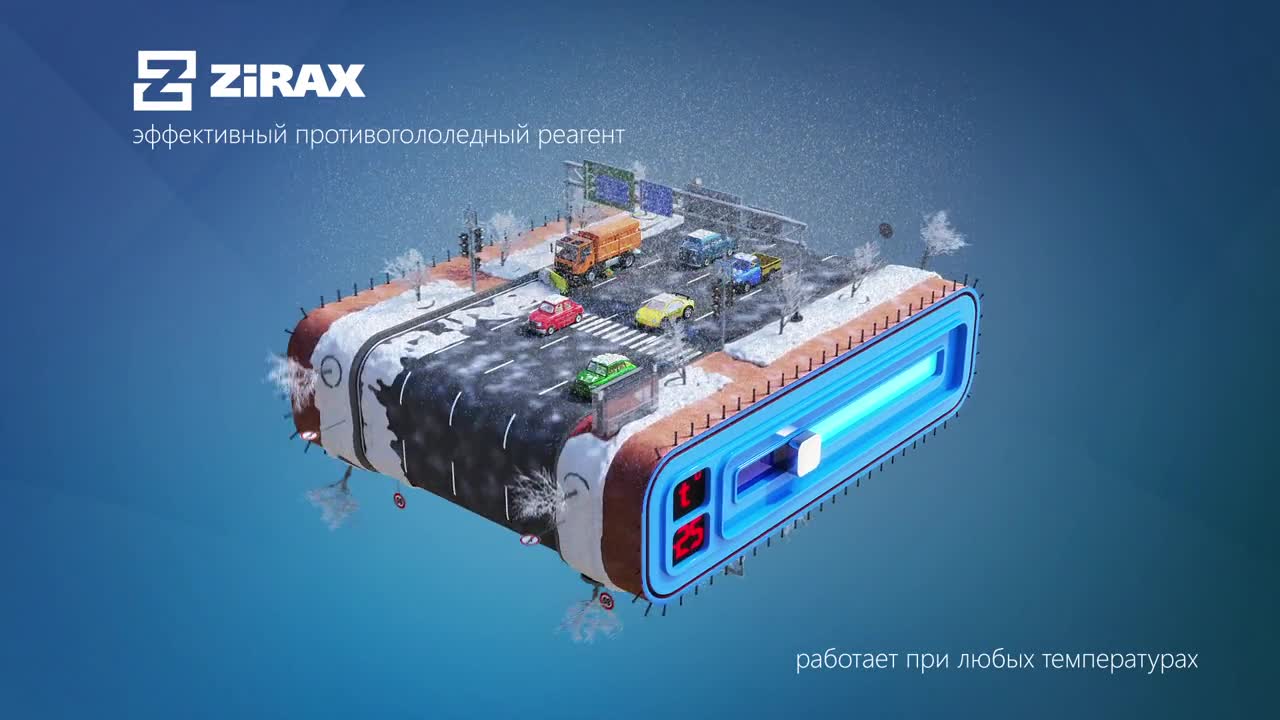 ZiRAX
эффективный противогололедный реагент
t°
25
работает при любых температурах